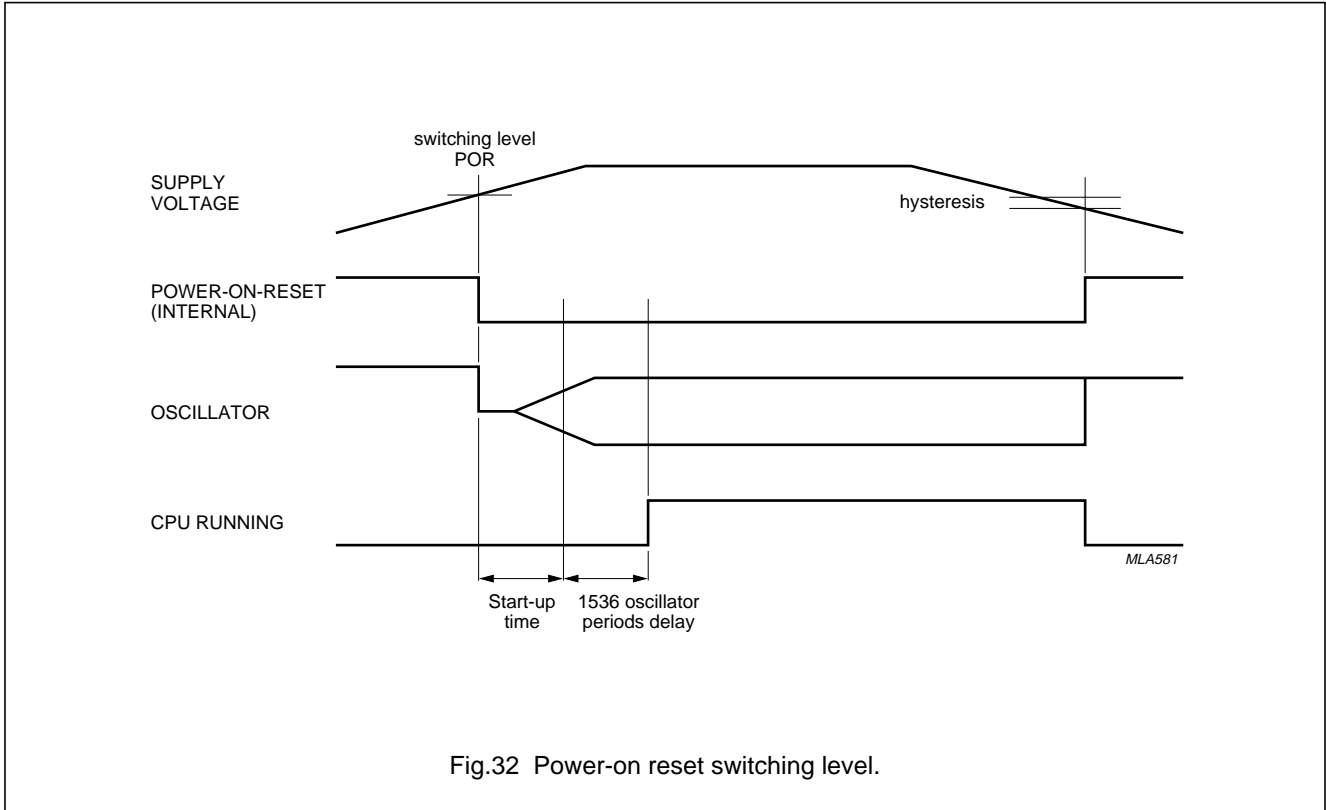 switching level
POR
SUPPLY
VOLTAGE
hysteresis
POWER-ON-RESET
(INTERNAL)
OSCILLATOR
CPU RUNNING
MLA581
Start-up
time
1536 oscillator
periods delay
Fig.32 Power-on reset switching level.